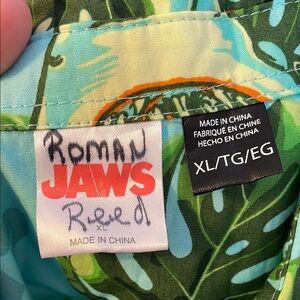 ROMAN
JAWS
Reed
XL
MADE IN CHINA
MADE IN CHINA
FABRIQUÉ EN CHINE
HECHO EN CHINA
XL/TG/EG